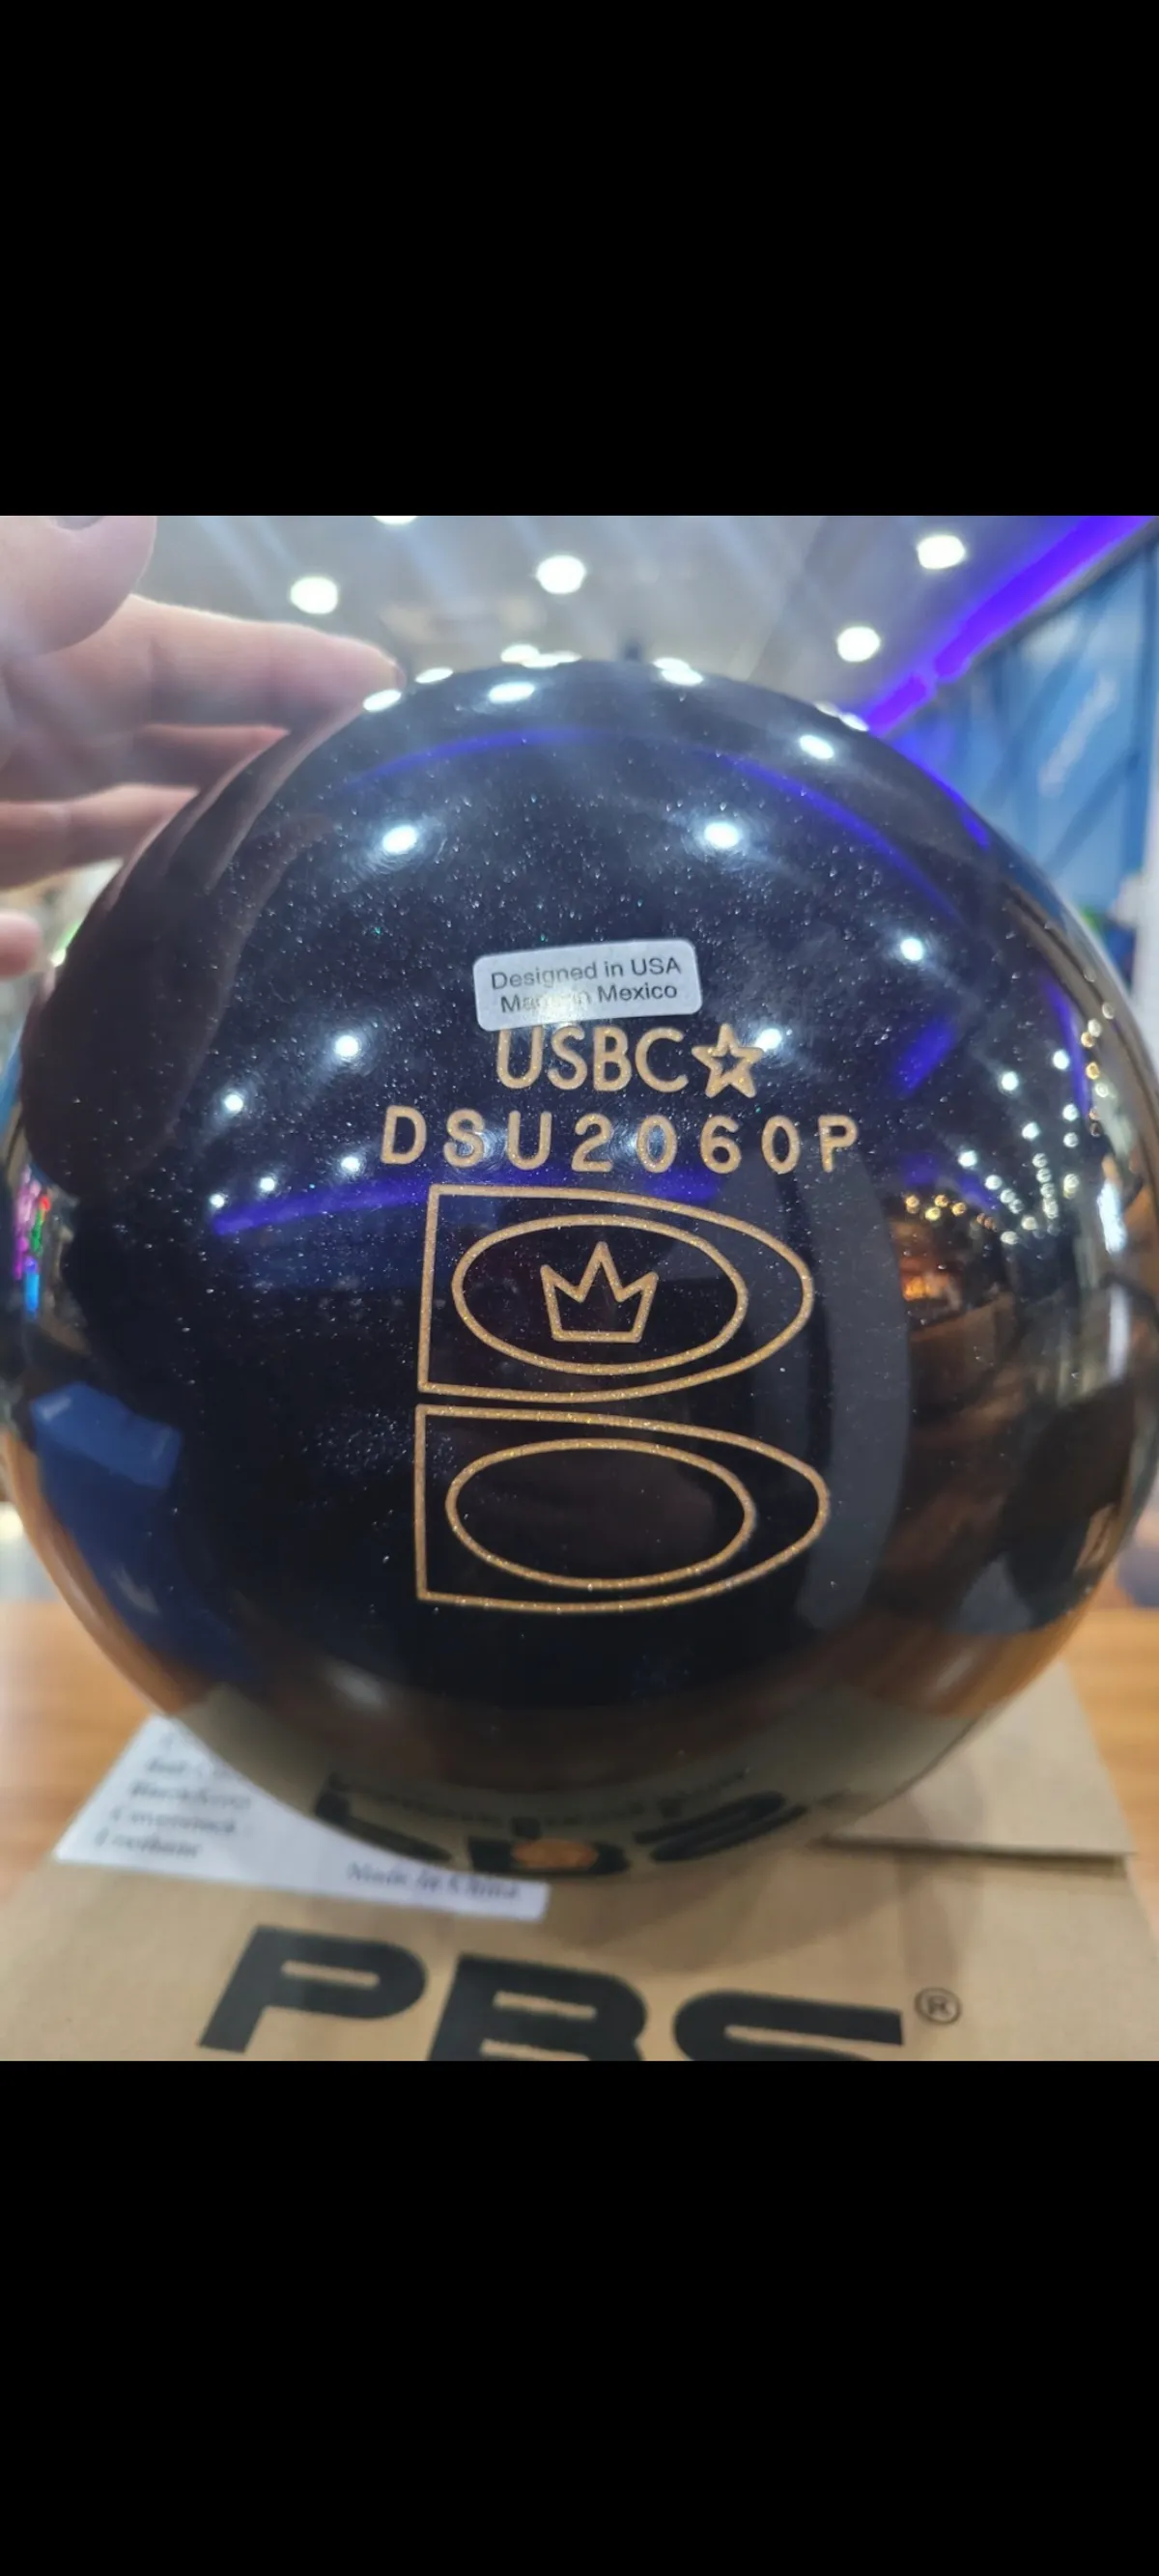 Designed in USA
Made in Mexico
USBC
DSU2060P
Made in China
PBS®